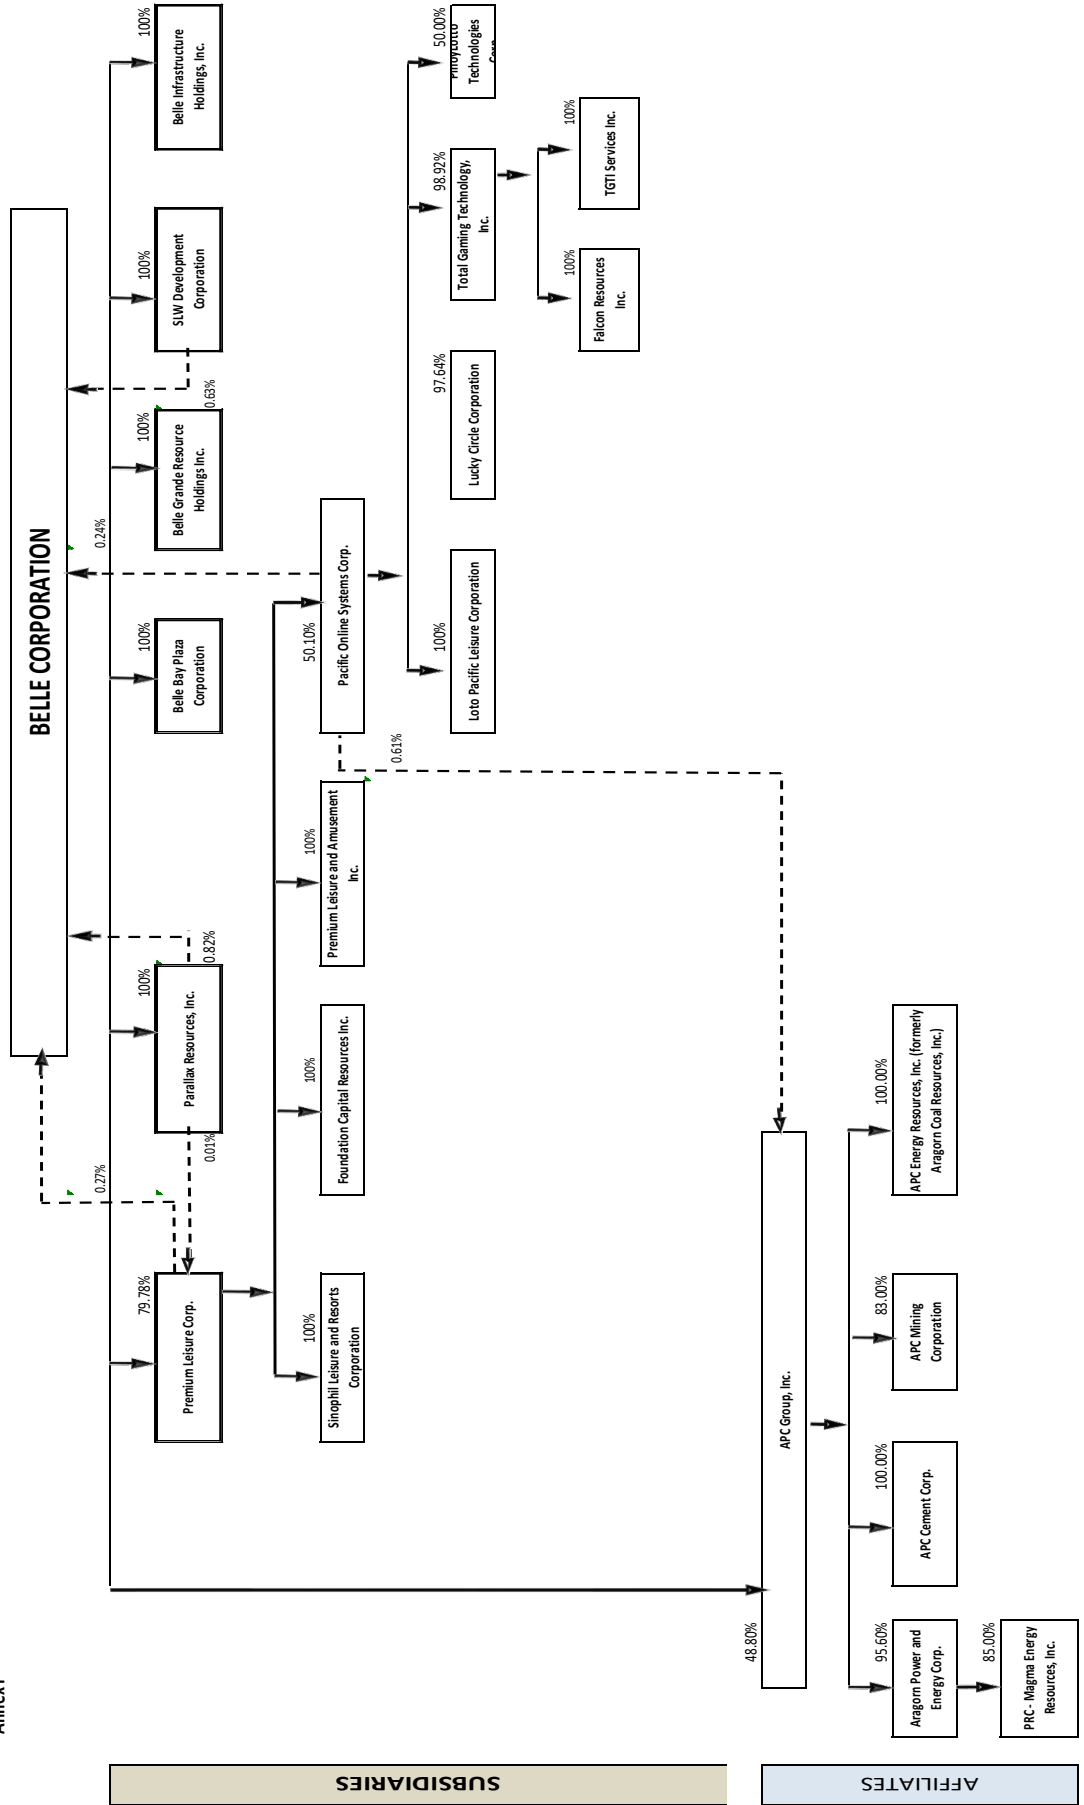 Annex I
BELLE CORPORATION
0.27%
0.24%
79.78%
Premium Leisure Corp.
0.01%
100%
Parallax Resources, Inc.
0.82%
100%
Belle Bay Plaza
Corporation
100%
Belle Grande Resource
Holdings Inc.
0.63%
100%
SLW Development
Corporation
100%
Belle Infrastructure
Holdings, Inc.
100%
Sinophil Leisure and Resorts
Corporation
100%
Foundation Capital Resources Inc.
100%
Premium Leisure and Amusement
Inc.
50.10%
Pacific Online Systems Corp.
0.61%
100%
Loto Pacific Leisure Corporation
97.64%
Lucky Circle Corporation
98.92%
Total Gaming Technology,
Inc.
50.00%
PinoyLotto
Technologies
Corp.
100%
Falcon Resources
Inc.
100%
TGTI Services Inc.
48.80%
APC Group, Inc.
95.60%
Aragorn Power and
Energy Corp.
100.00%
APC Cement Corp.
83.00%
APC Mining
Corporation
100.00%
APC Energy Resources, Inc. (formerly
Aragorn Coal Resources, Inc.)
85.00%
PRC - Magma Energy
Resources, Inc.
SUBSIDIARIES
AFFILIATES